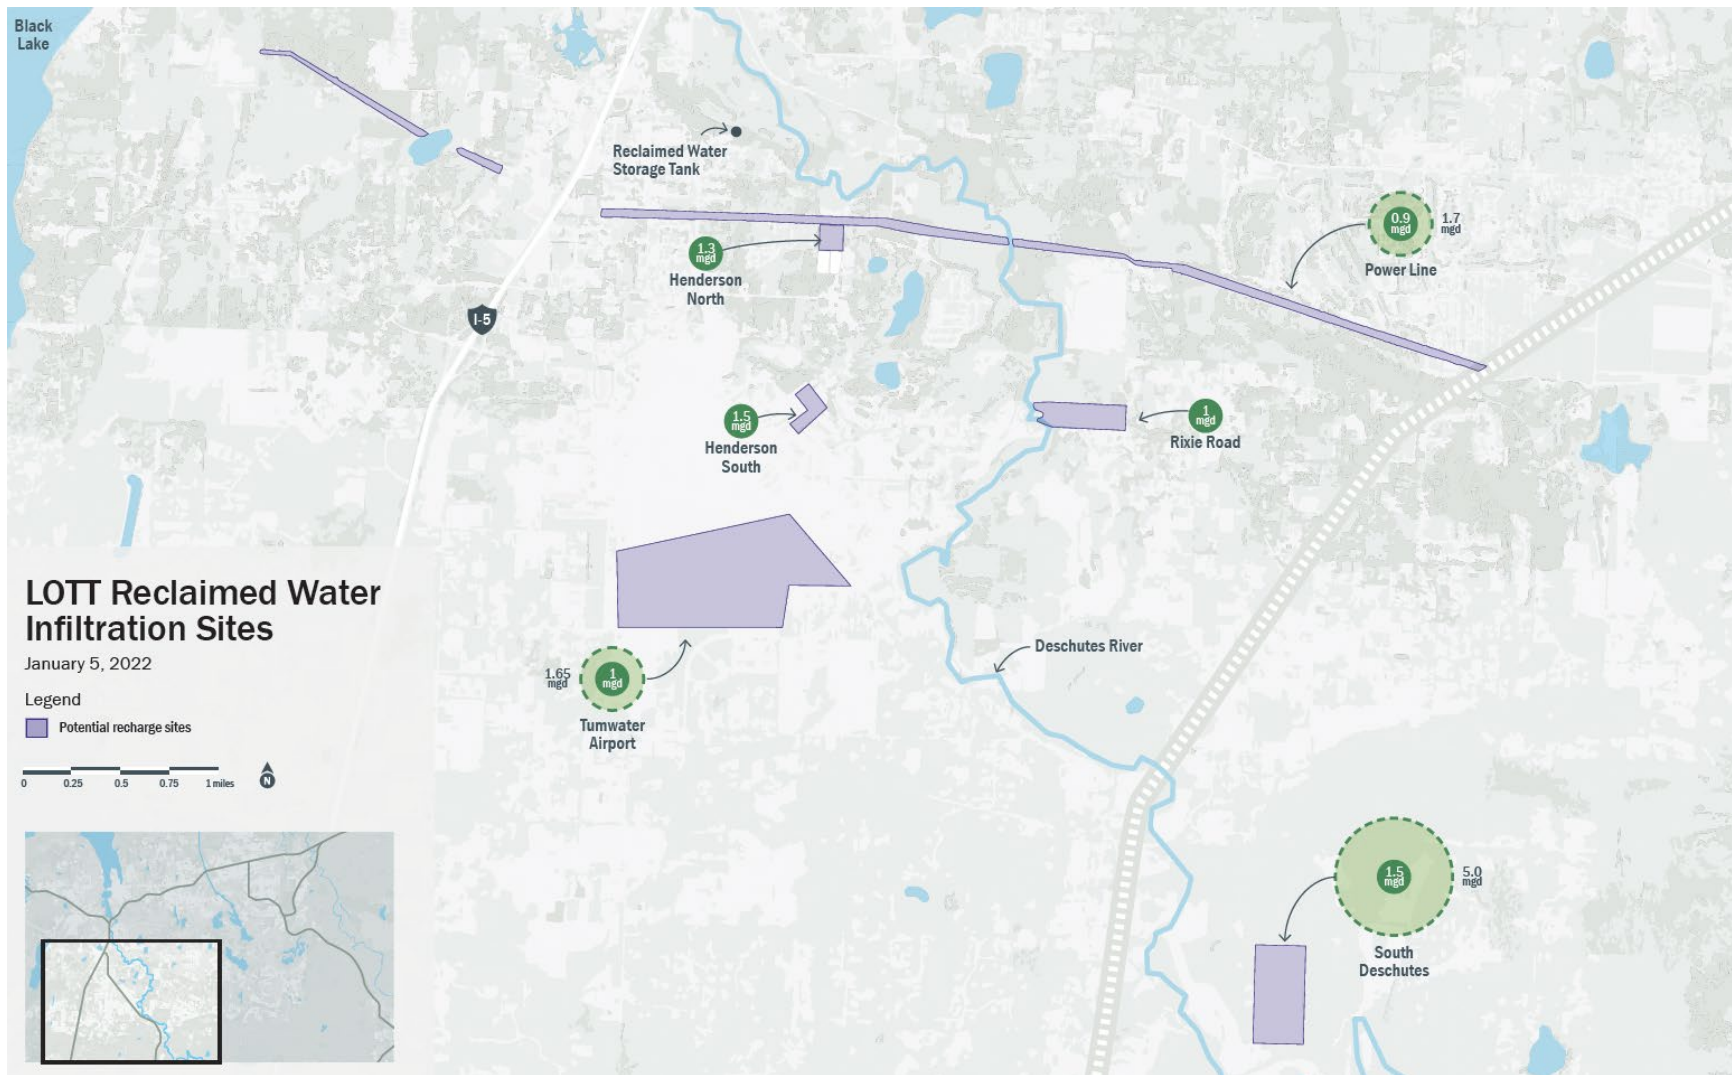 Black
Lake
Reclaimed Water
Storage Tank
0.9
mgd
1.7
mgd
Power Line
1.3
mgd
Henderson
North
I-5
1.5
mgd
Henderson
South
1
mgd
Rixie Road
LOTT Reclaimed Water
Infiltration Sites
January 5, 2022
Legend
Potential recharge sites
0 0.25 0.5 0.75 1 miles
N
1.65
mgd
1
mgd
Tumwater
Airport
Deschutes River
1.5
mgd
5.0
mgd
South
Deschutes